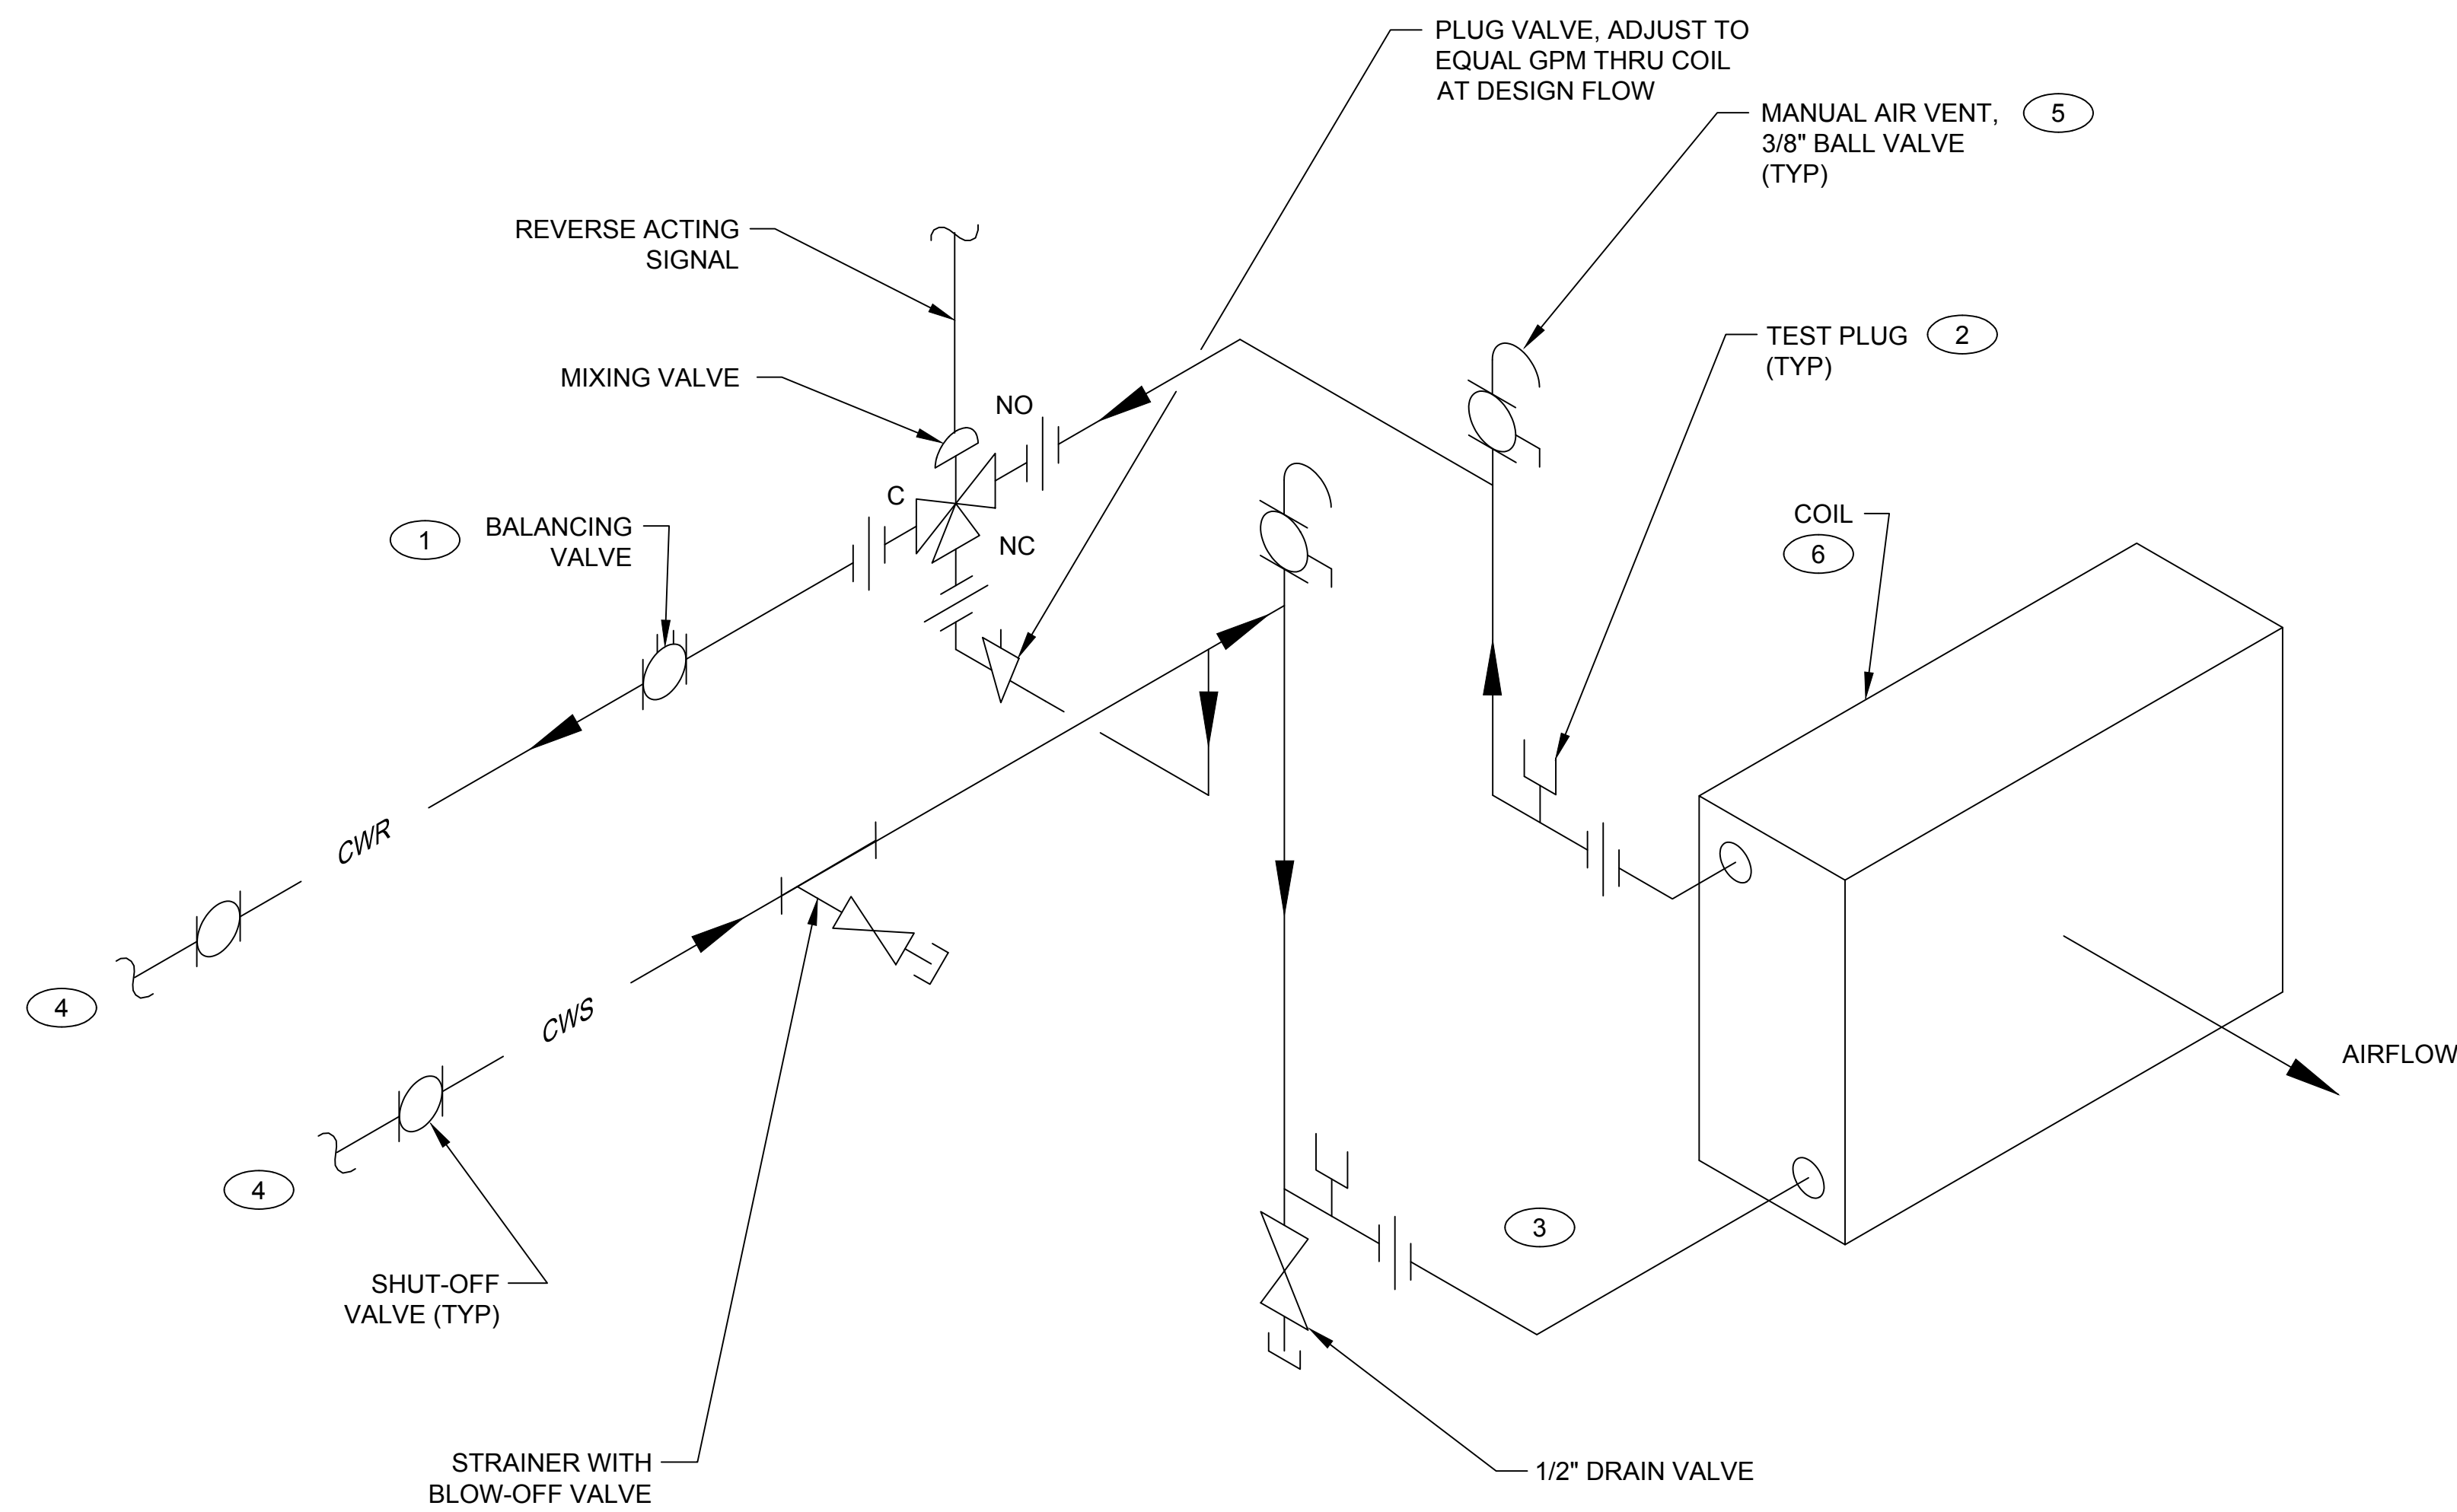 PLUG VALVE, ADJUST TO
EQUAL GPM THRU COIL
AT DESIGN FLOW
MANUAL AIR VENT, 5
3/8" BALL VALVE
(TYP)
REVERSE ACTING
SIGNAL
TEST PLUG 2
(TYP)
MIXING VALVE
NO
C
NC
1 BALANCING
VALVE
COIL
6
CWR
4
CWS
4
AIRFLOW
3
SHUT-OFF
VALVE (TYP)
STRAINER WITH
BLOW-OFF VALVE
1/2" DRAIN VALVE